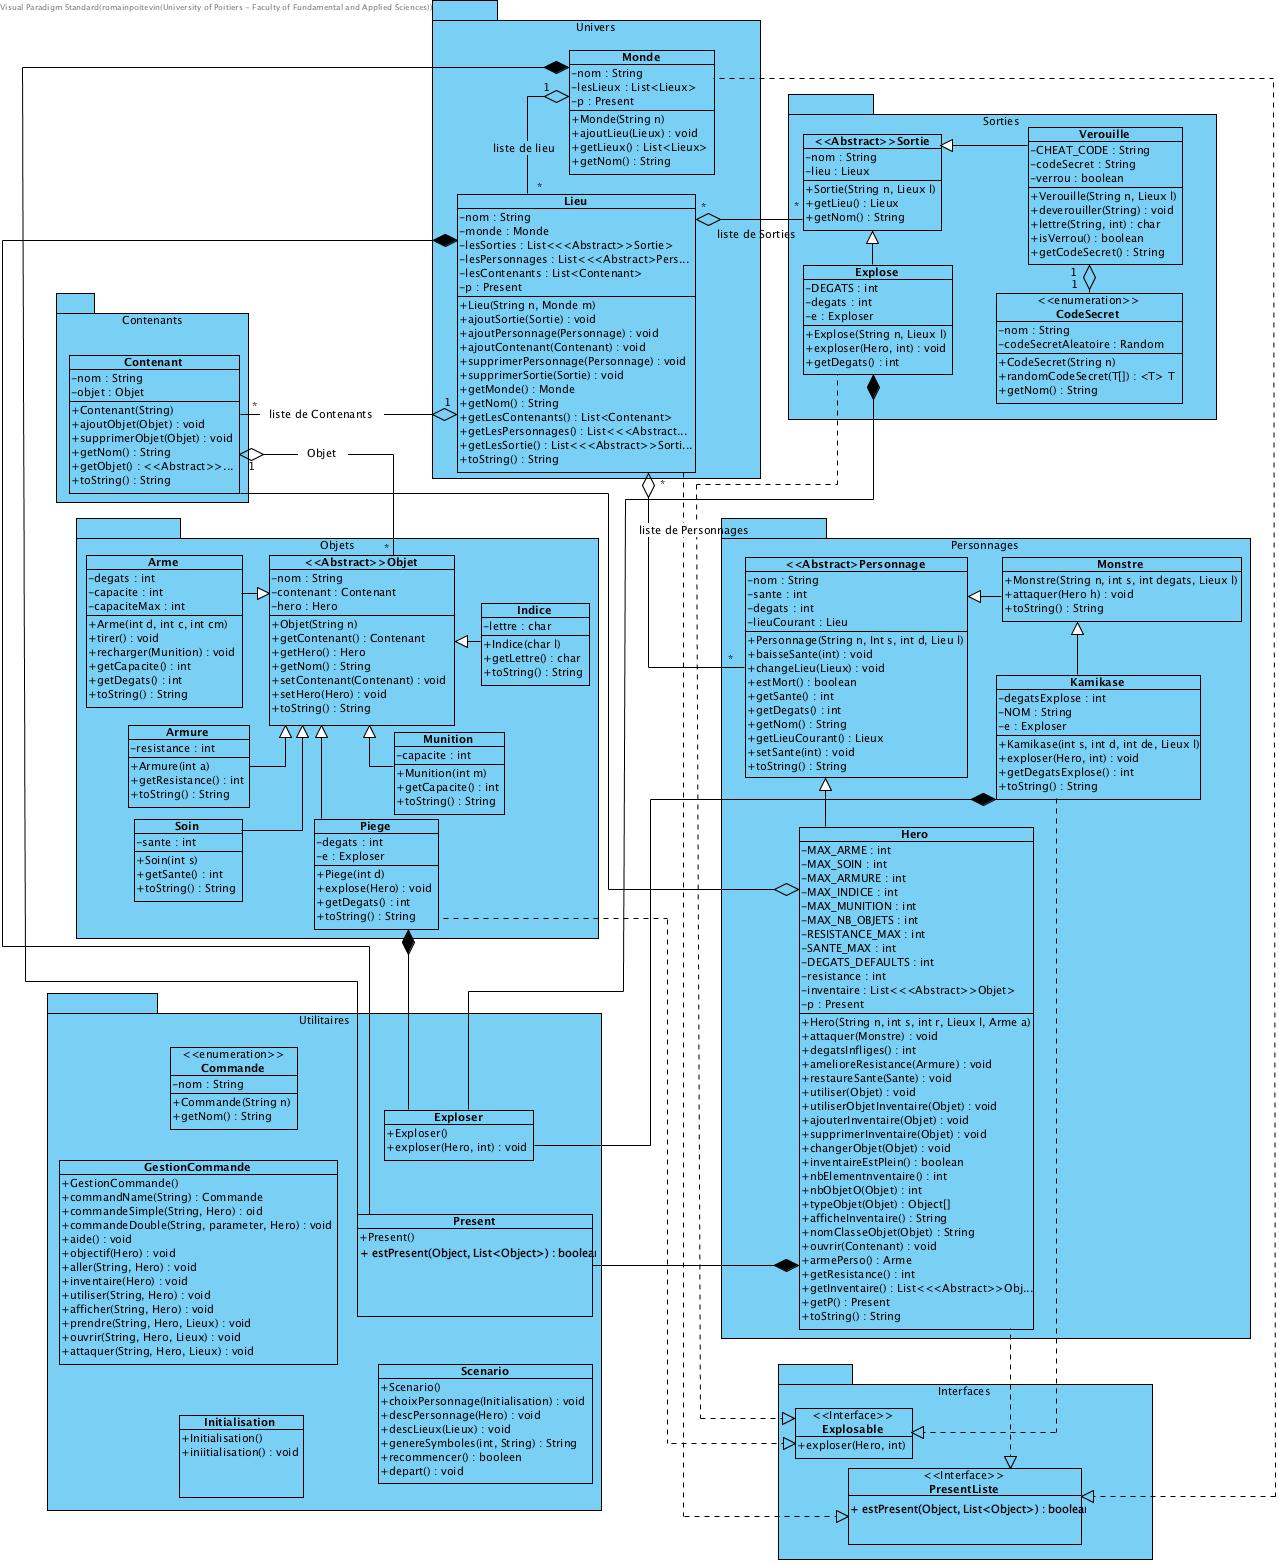 Visual Paradigm Standard(romainpoitevin(University of Poitiers - Faculty of Fundamental and Applied Sciences))
Univers
Monde
-nom : String
-lesLieux : List<Lieux>
-p : Present
+Monde(String n)
+ajoutLieu(Lieux) : void
+getLieux() : List<Lieux>
+getNom() : String
1
liste de lieu
*
Lieu
-nom : String
-monde : Monde
-lesSorties : List<<<Abstract>>Sortie>
-lesPersonnages : List<<<Abstract>Pers...
-lesContenants : List<Contenant>
-p : Present
+Lieu(String n, Monde m)
+ajoutSortie(Sortie) : void
+ajoutPersonnage(Personnage) : void
+ajoutContenant(Contenant) : void
+supprimerPersonnage(Personnage) : void
+supprimerSortie(Sortie) : void
+getMonde() : Monde
+getNom() : String
+getLesContenants() : List<Contenant>
+getLesPersonnages() : List<<<Abstract...
+getLesSortie() : List<<<Abstract>>Sorti...
+toString() : String
*
*
liste de Sorties
Sorties
<<Abstract>>Sortie
-nom : String
-lieu : Lieux
+Sortie(String n, Lieux l)
+getLieu() : Lieux
+getNom() : String
Verouille
-CHEAT_CODE : String
-codeSecret : String
-verrou : boolean
+Verouille(String n, Lieux l)
+deverouiller(String) : void
+lettre(String, int) : char
+isVerrou() : boolean
+getCodeSecret() : String
1
1
Explose
-DEGATS : int
-degats : int
-e : Exploser
+Explose(String n, Lieux l)
+exploser(Hero, int) : void
+getDegats() : int
<<enumeration>>
CodeSecret
-nom : String
-codeSecretAleatoire : Random
+CodeSecret(String n)
+randomCodeSecret(T[]) : <T> T
+getNom() : String
Contenants
Contenant
-nom : String
-objet : Objet
+Contenant(String)
+ajoutObjet(Objet) : void
+supprimerObjet(Objet) : void
+getNom() : String
+getObjet() : <<Abstract>>...
+toString() : String
*
liste de Contenants
1
1
Objet
*
*
liste de Personnages
*
Objets
Arme
-degats : int
-capacite : int
-capaciteMax : int
+Arme(int d, int c, int cm)
+tirer() : void
+recharger(Munition) : void
+getCapacite() : int
+getDegats() : int
+toString() : String
<<Abstract>>Objet
-nom : String
-contenant : Contenant
-hero : Hero
+Objet(String n)
+getContenant() : Contenant
+getHero() : Hero
+getNom() : String
+setContenant(Contenant) : void
+setHero(Hero) : void
+toString() : String
Indice
-lettre : char
+Indice(char l)
+getLettre() : char
+toString() : String
Armure
-resistance : int
+Armure(int a)
+getResistance() : int
+toString() : String
Munition
-capacite : int
+Munition(int m)
+getCapacite() : int
+toString() : String
Soin
-sante : int
+Soin(int s)
+getSante() : int
+toString() : String
Piege
-degats : int
-e : Exploser
+Piege(int d)
+explose(Hero) : void
+getDegats() : int
+toString() : String
Personnages
<<Abstract>Personnage
-nom : String
-sante : int
-degats : int
-lieuCourant : Lieu
+Personnage(String n, Int s, int d, Lieu l)
+baisseSante(int) : void
+changeLieu(Lieux) : void
+estMort() : boolean
+getSante() : int
+getDegats() : int
+getNom() : String
+getLieuCourant() : Lieux
+setSante(int) : void
+toString() : String
Monstre
+Monstre(String n, int s, int degats, Lieux l)
+attaquer(Hero h) : void
+toString() : String
Kamikase
-degatsExplose : int
-NOM : String
-e : Exploser
+Kamikase(int s, int d, int de, Lieux l)
+exploser(Hero, int) : void
+getDegatsExplose() : int
+toString() : String
Hero
-MAX_ARME : int
-MAX_SOIN : int
-MAX_ARMURE : int
-MAX_INDICE : int
-MAX_MUNITION : int
-MAX_NB_OBJETS : int
-RESISTANCE_MAX : int
-SANTE_MAX : int
-DEGATS_DEFAULTS : int
-resistance : int
-inventaire : List<<<Abstract>>Objet>
-p : Present
+Hero(String n, int s, int r, Lieux l, Arme a)
+attaquer(Monstre) : void
+degatsInfliges() : int
+amelioreResistance(Armure) : void
+restaureSante(Sante) : void
+utiliser(Objet) : void
+utiliserObjetInventaire(Objet) : void
+ajouterInventaire(Objet) : void
+supprimerInventaire(Objet) : void
+changerObjet(Objet) : void
+inventaireEstPlein() : boolean
+nbElementnventaire() : int
+nbObjetO(Objet) : int
+typeObjet(Objet) : Object[]
+afficheInventaire() : String
+nomClasseObjet(Objet) : String
+ouvrir(Contenant) : void
+armePerso() : Arme
+getResistance() : int
+getInventaire() : List<<<Abstract>>Obj...
+getP() : Present
+toString() : String
Utilitaires
<<enumeration>>
Commande
-nom : String
+Commande(String n)
+getNom() : String
Exploser
+Exploser()
+exploser(Hero, int) : void
GestionCommande
+GestionCommande()
+commandName(String) : Commande
+commandeSimple(String, Hero) : oid
+commandeDouble(String, parameter, Hero) : void
+aide() : void
+objectif(Hero) : void
+aller(String, Hero) : void
+inventaire(Hero) : void
+utiliser(String, Hero) : void
+afficher(String, Hero) : void
+prendre(String, Hero, Lieux) : void
+ouvrir(String, Hero, Lieux) : void
+attaquer(String, Hero, Lieux) : void
Present
+Present()
+ estPresent(Object, List<Object>) : boolea
Scenario
+Scenario()
+choixPersonnage(Initialisation) : void
+descPersonnage(Hero) : void
+descLieux(Lieux) : void
+genereSymboles(int, String) : String
+recommencer() : booleen
+depart() : void
Initialisation
+Initialisation()
+iniitialisation() : void
Interfaces
<<Interface>>
Explosable
+exploser(Hero, int)
<<Interface>>
PresentListe
+ estPresent(Object, List<Object>) : boolea